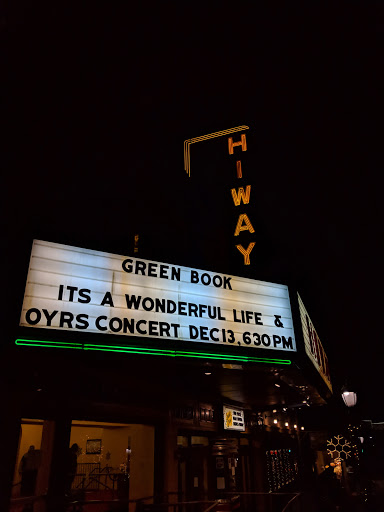 HIWAY
GREEN BOOK
ITS A WONDERFUL LIFE &
OYRS CONCERT DEC13,630PM